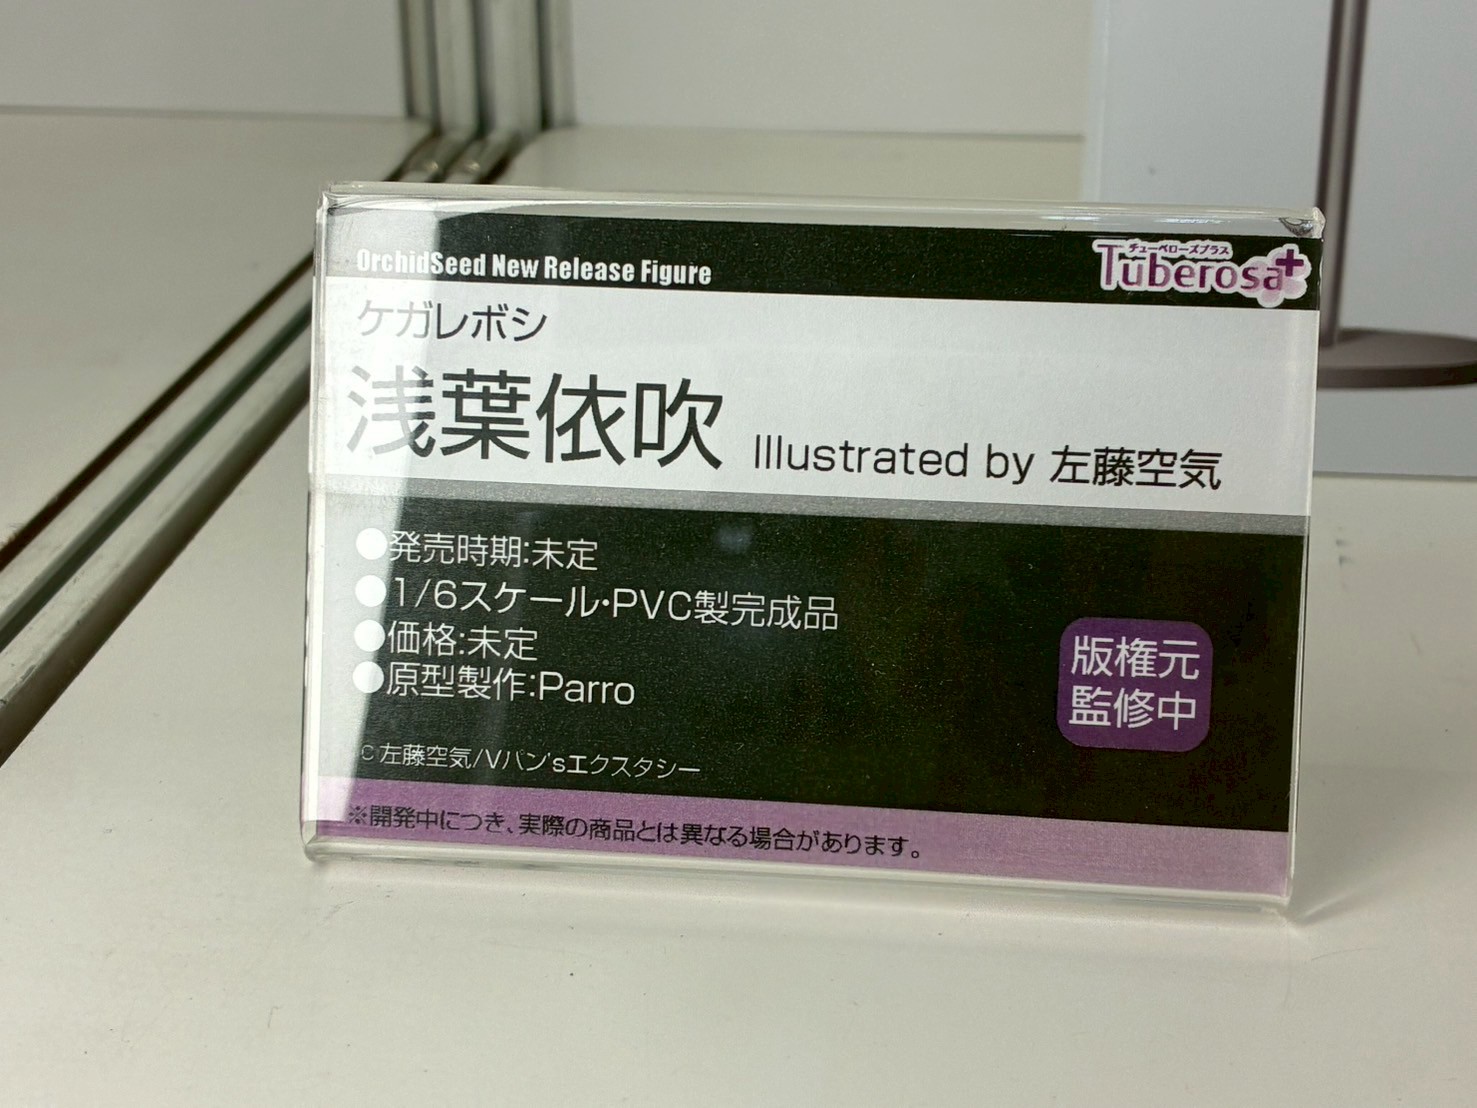 OrchidSeed New Release Figure
チューベローズプラス
Tuberosa+
ケガレボシ
浅葉依吹 Illustrated by 左藤空気
●発売時期:未定
●1/6スケール・PVC製完成品
●価格:未定
●原型製作:Parro
版権元
監修中
©左藤空気/Vパン'sエクスタシー
※開発中につき、実際の商品とは異なる場合があります。